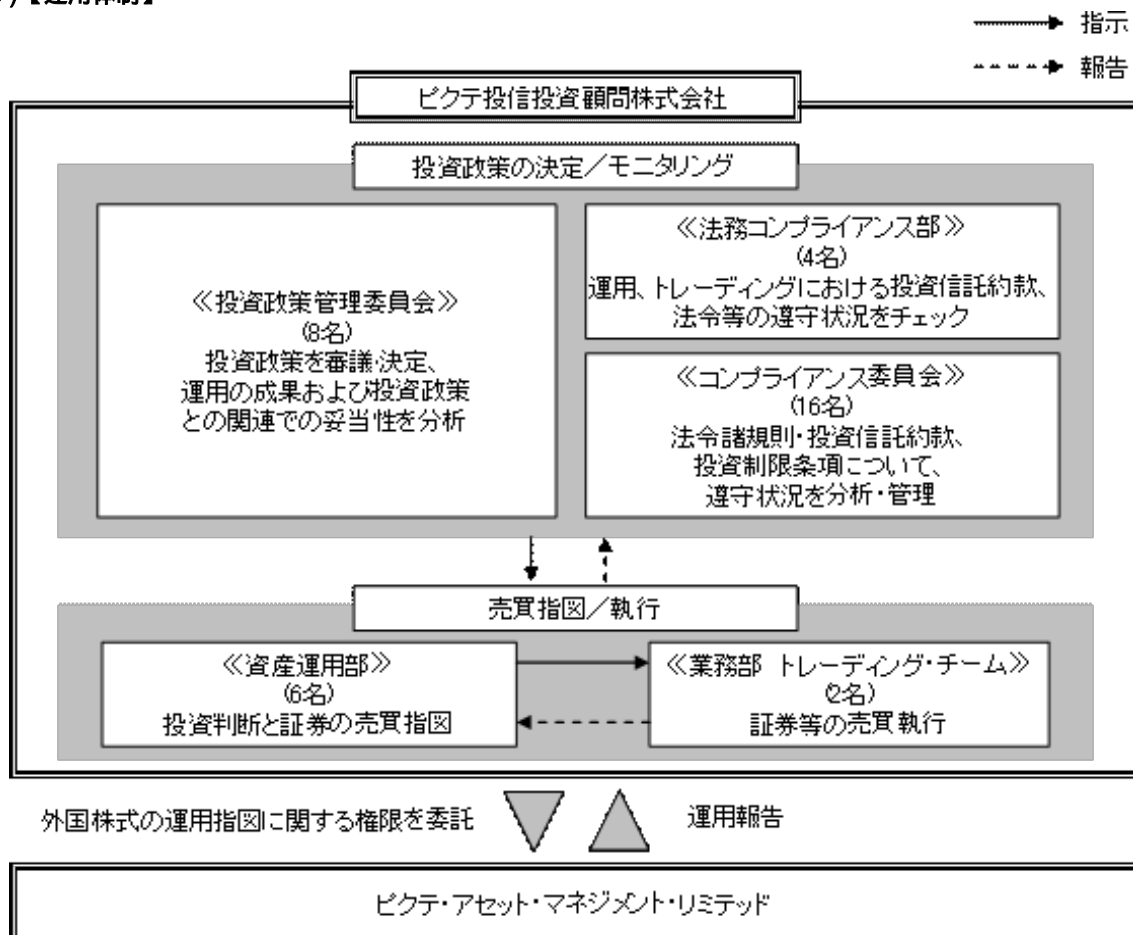 )【運用体制】
指示
報告
ピクテ投信投資顧問株式会社
投資政策の決定／モニタリング
≪投資政策管理委員会≫
(8名)
投資政策を審議・決定、
運用の成果および投資政策
との関連での妥当性を分析
≪法務コンプライアンス部≫
(4名)
運用、トレーディングにおける投資信託約款、
法令等の遵守状況をチェック
≪コンプライアンス委員会≫
(16名)
法令諸規則・投資信託約款、
投資制限条項について、
遵守状況を分析・管理
売買指図／執行
≪資産運用部≫
(6名)
投資判断と証券の売買指図
≪業務部 トレーディング・チーム≫
(2名)
証券等の売買執行
外国株式の運用指図に関する権限を委託
運用報告
ピクテ・アセット・マネジメント・リミテッド